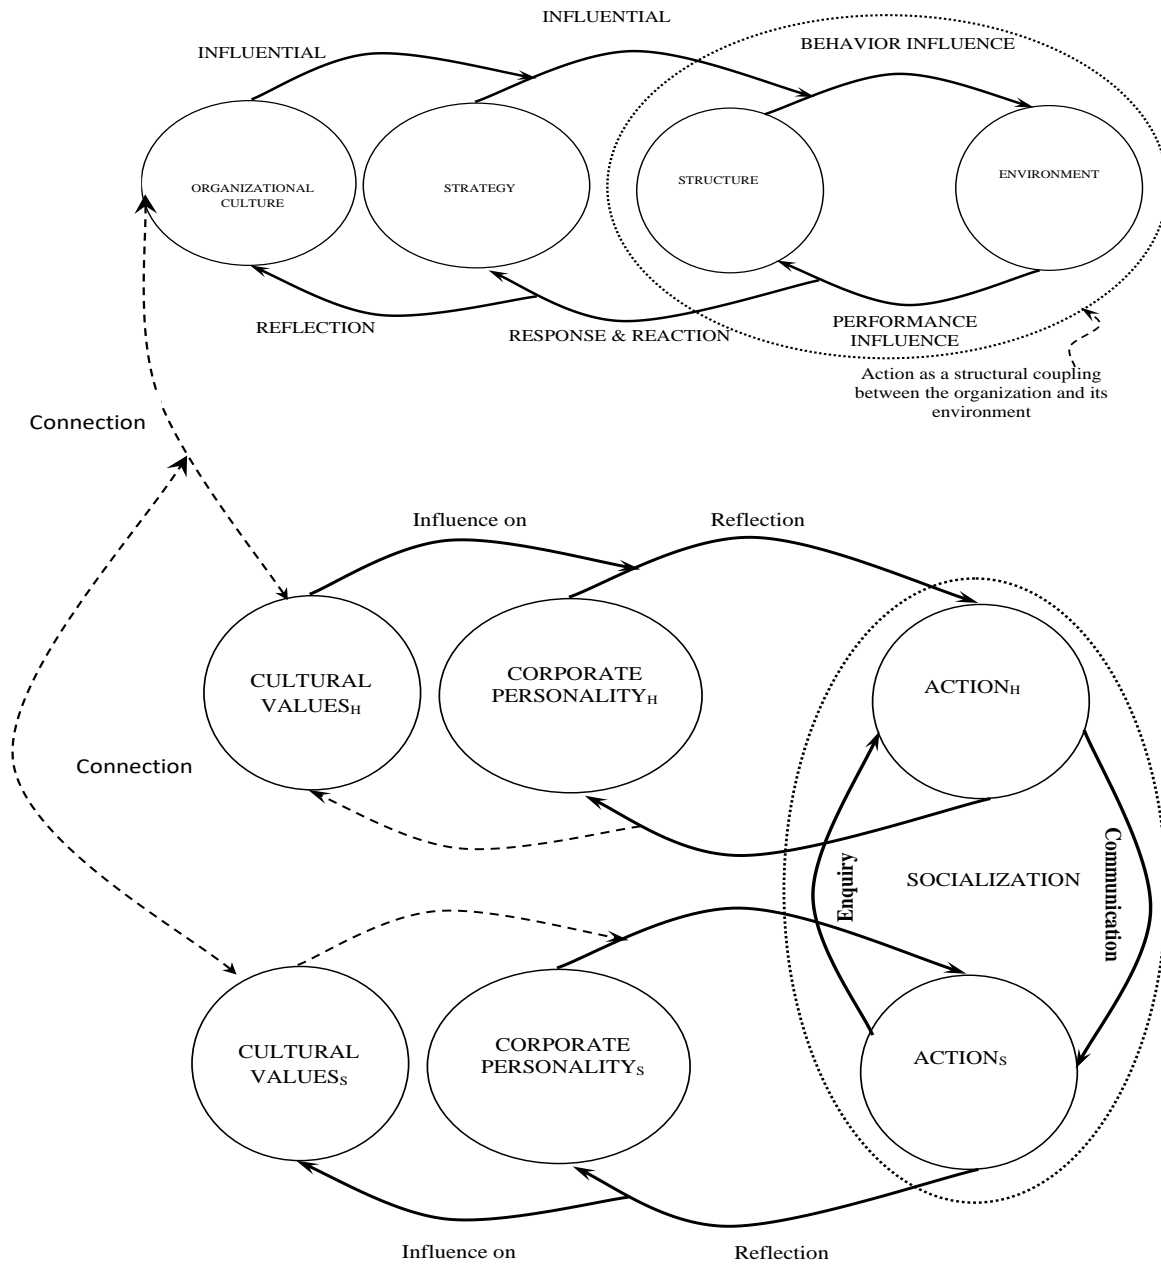 INFLUENTIAL
INFLUENTIAL
BEHAVIOR INFLUENCE
ORGANIZATIONAL
CULTURE
STRATEGY
STRUCTURE
ENVIRONMENT
REFLECTION
RESPONSE & REACTION
PERFORMANCE
INFLUENCE
Action as a structural coupling
between the organization and its
environment
Connection
Influence on
Reflection
CULTURAL
VALUESH
CORPORATE
PERSONALITYH
ACTIONH
Connection
Enquiry
SOCIALIZATION
Communication
CULTURAL
VALUESS
CORPORATE
PERSONALITYS
ACTIONS
Influence on
Reflection